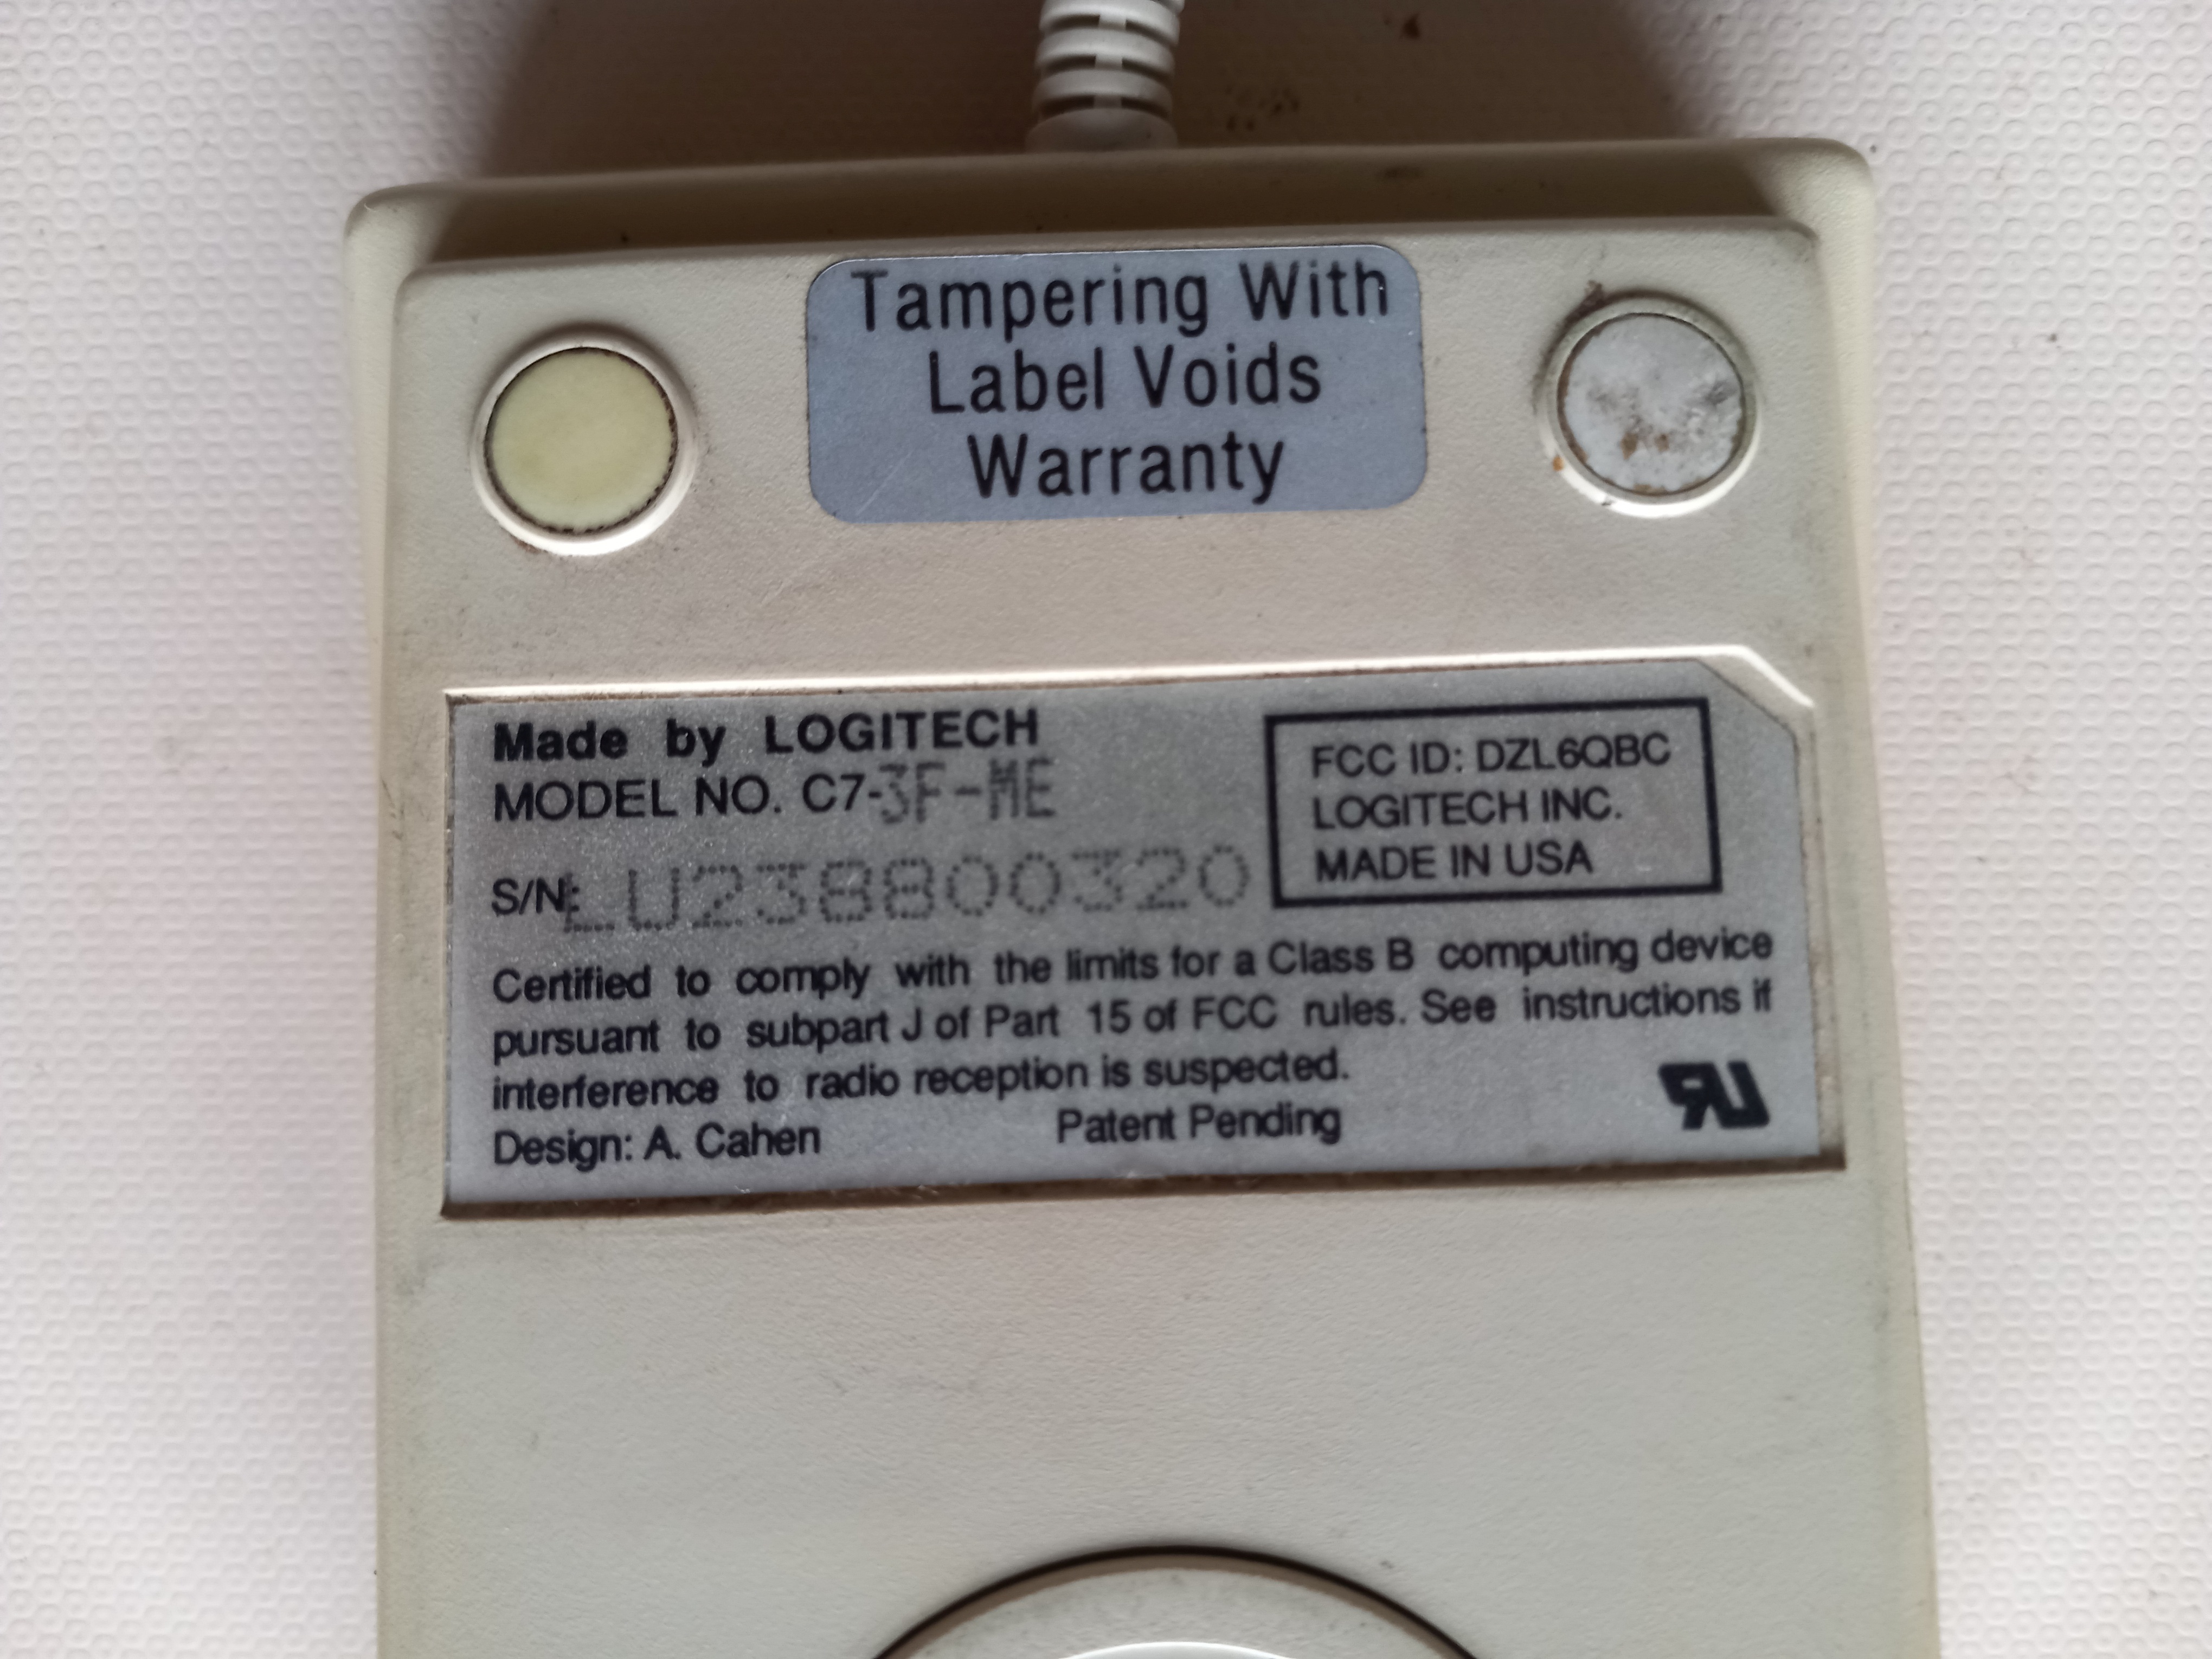 Tampering With
Label Voids
Warranty
Made by LOGITECH
MODEL NO. C7-3F-ME
S/N: LU238800320
FCC ID: DZL6QBC
LOGITECH INC.
MADE IN USA
Certified to comply with the limits for a Class B computing device
pursuant to subpart J of Part 15 of FCC rules. See instructions if
interference to radio reception is suspected.
Design: A. Cahen Patent Pending